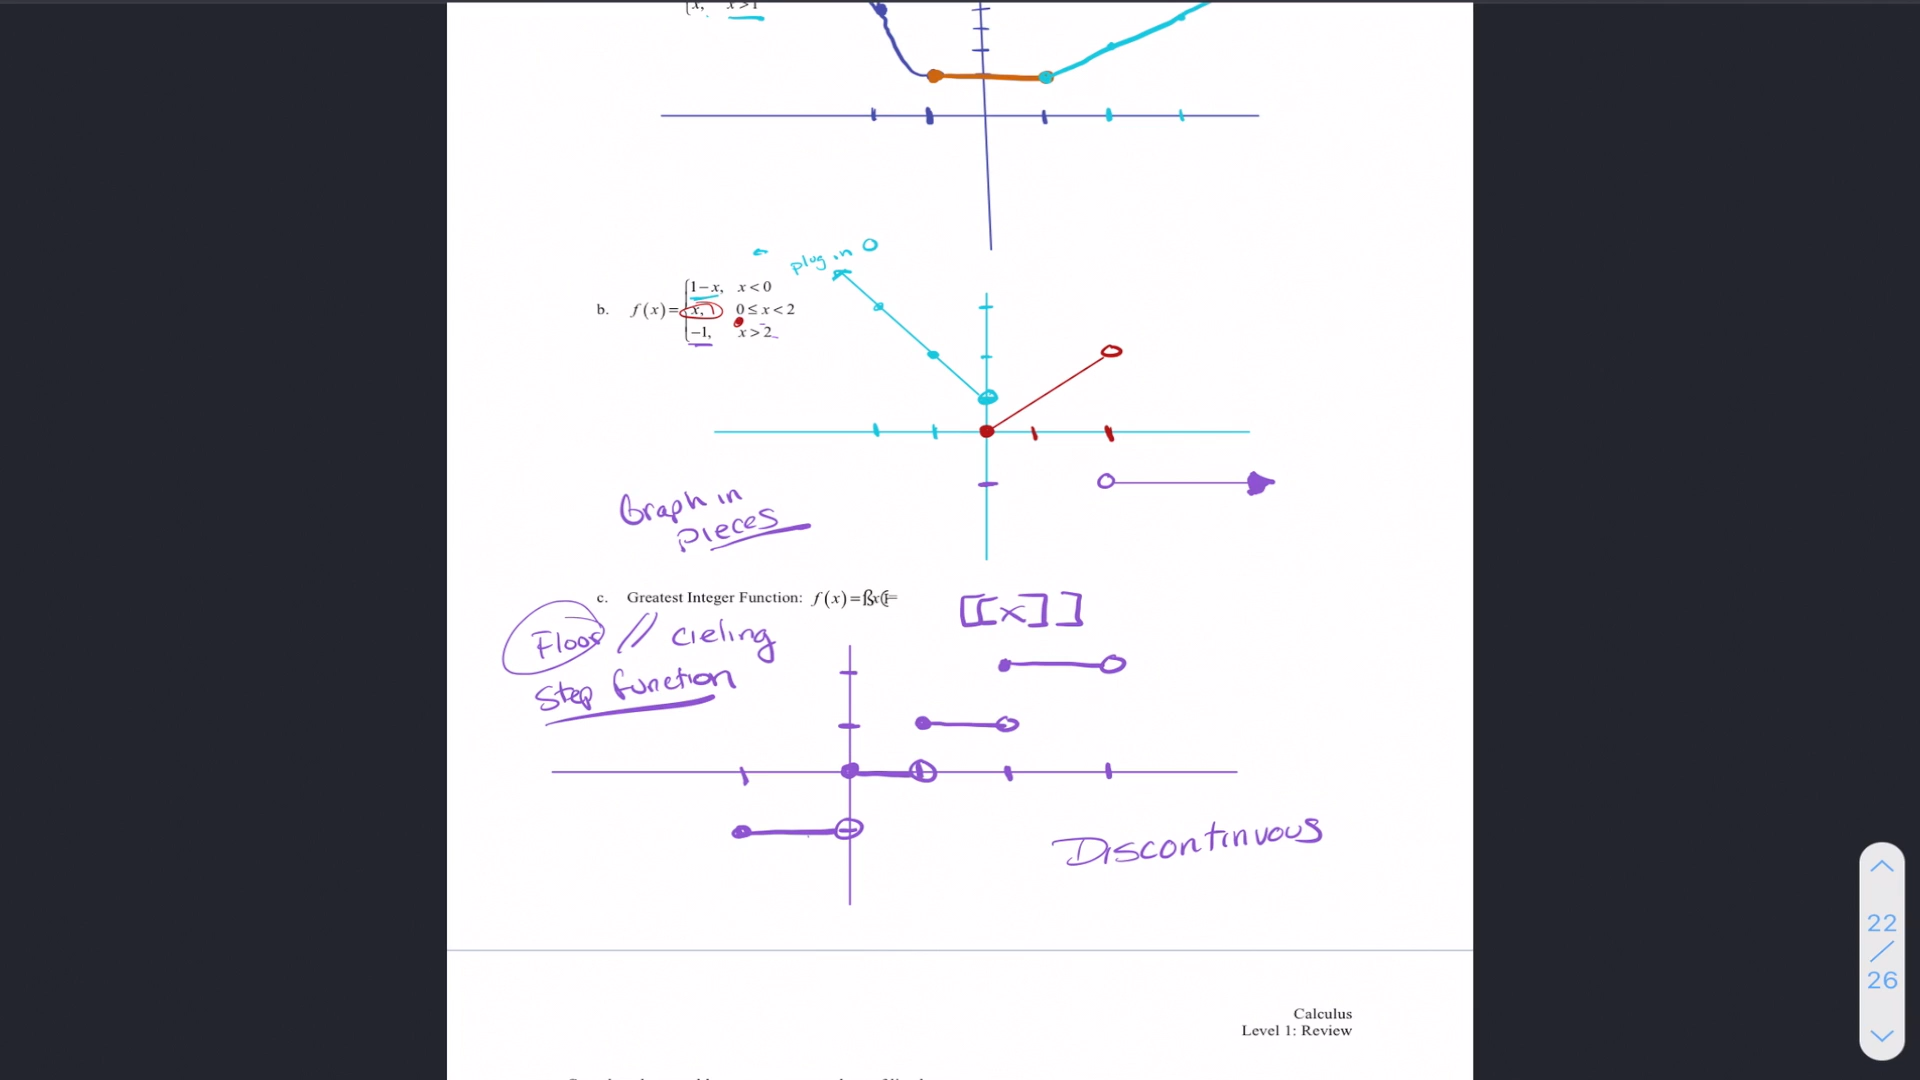 x, x>1
plug in 0
b. f(x)= {1−x, x<0
x, 0≤x<2
−1, x>2
Graph in
pieces
c. Greatest Integer Function: f(x)=
[[x]]
Floor // cieling
step function
Discontinuous
22
/
26
Calculus
Level 1: Review